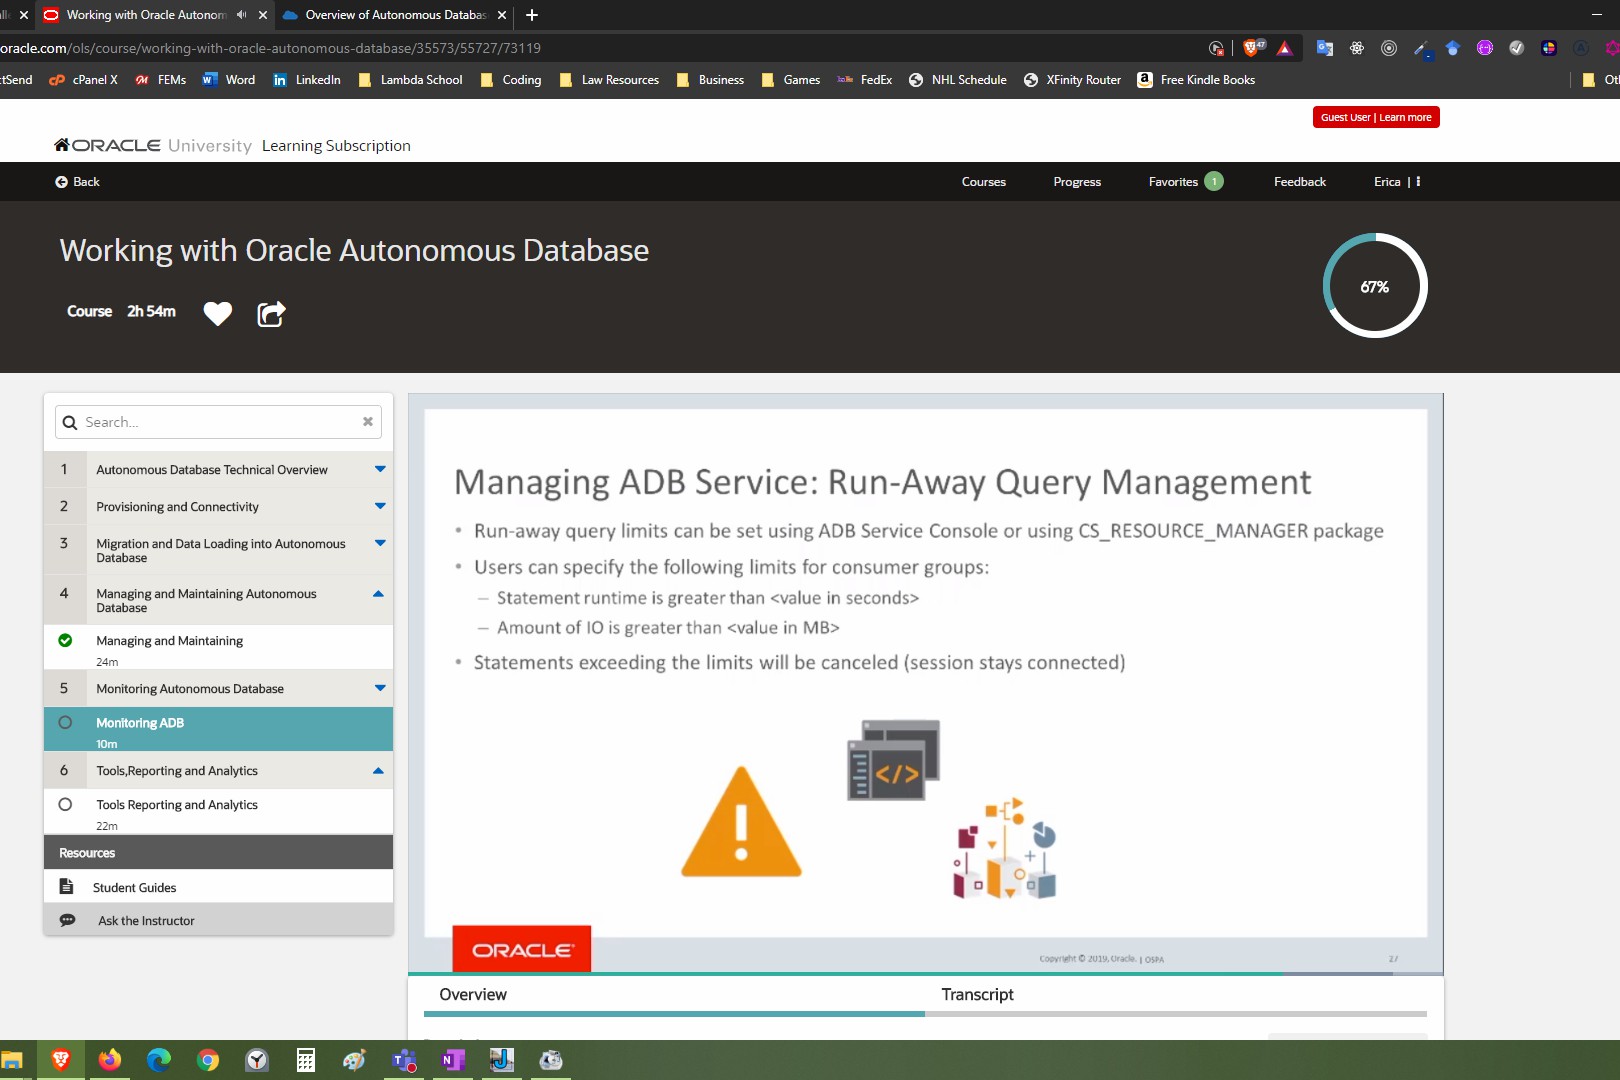 Working with Oracle Autonom
Overview of Autonomous Databas
oracle.com/ols/course/working-with-oracle-autonomous-database/35573/55727/73119
47
ctSend
cPanel X
FEMs
Word
LinkedIn
Lambda School
Coding
Law Resources
Business
Games
FedEx
NHL Schedule
XFinity Router
Free Kindle Books
Guest User | Learn more
ORACLE University Learning Subscription
Back
Courses
Progress
Favorites 1
Feedback
Erica |
Working with Oracle Autonomous Database
Course 2h 54m
67%
Search...
1 Autonomous Database Technical Overview
2 Provisioning and Connectivity
3 Migration and Data Loading into Autonomous
Database
4 Managing and Maintaining Autonomous
Database
Managing and Maintaining
24m
5 Monitoring Autonomous Database
Monitoring ADB
10m
6 Tools,Reporting and Analytics
Tools Reporting and Analytics
22m
Resources
Student Guides
Ask the Instructor
Managing ADB Service: Run-Away Query Management
• Run-away query limits can be set using ADB Service Console or using CS_RESOURCE_MANAGER package
• Users can specify the following limits for consumer groups:
– Statement runtime is greater than <value in seconds>
– Amount of IO is greater than <value in MB>
• Statements exceeding the limits will be canceled (session stays connected)
</>
ORACLE
Copyright © 2019, Oracle. | OSPA
27
Overview
Transcript